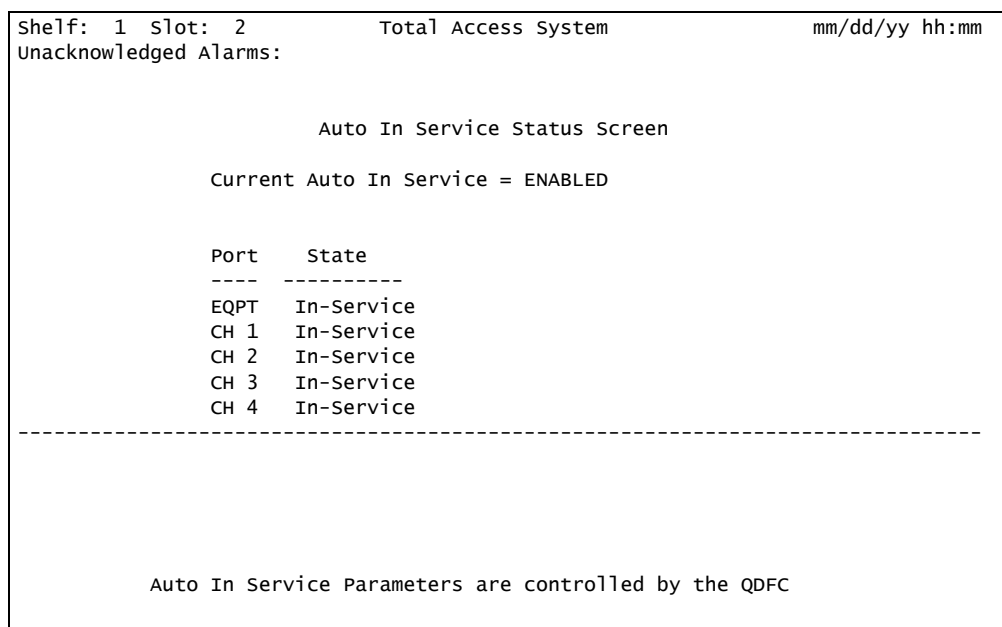 Shelf: 1 Slot: 2 Total Access System mm/dd/yy hh:mm
Unacknowledged Alarms:
Auto In Service Status Screen
Current Auto In Service = ENABLED
Port State
---- ----------
EQPT In-Service
CH 1 In-Service
CH 2 In-Service
CH 3 In-Service
CH 4 In-Service
--------------------------------------------------------------------------------
Auto In Service Parameters are controlled by the QDFC